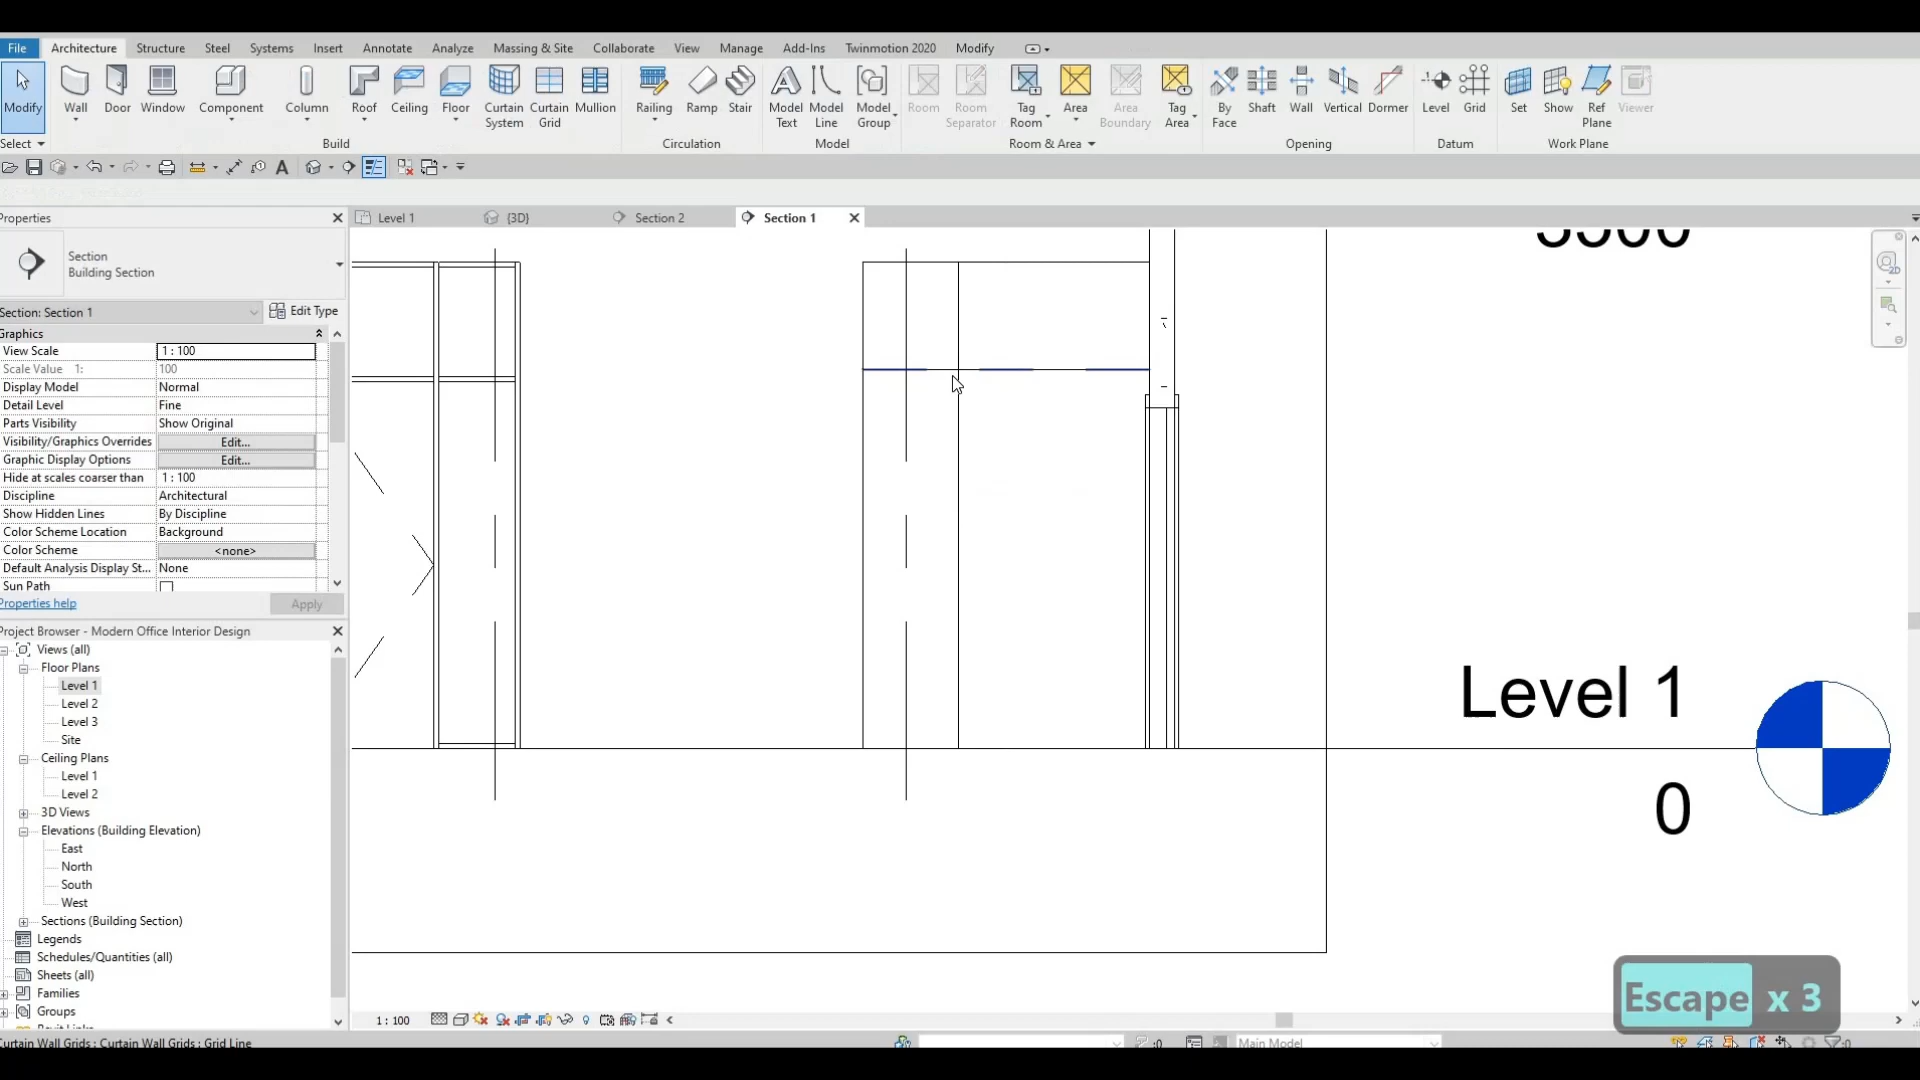 File Architecture Structure Steel Systems Insert Annotate Analyze Massing & Site Collaborate View Manage Add-Ins Twinmotion 2020 Modify
Modify Wall Door Window Component Column Roof Ceiling Floor Curtain System Curtain Grid Mullion Railing Ramp Stair Model Text Model Line Model Group Room Room Separator Tag Room Area Area Boundary Tag Area By Face Shaft Wall Vertical Dormer Level Grid Set Show Ref Plane Viewer
Select Build Circulation Model Room & Area Opening Datum Work Plane
Properties
Level 1 {3D} Section 2 Section 1
Section
Building Section
Section: Section 1 Edit Type
Graphics
View Scale 1 : 100
Scale Value 1: 100
Display Model Normal
Detail Level Fine
Parts Visibility Show Original
Visibility/Graphics Overrides Edit...
Graphic Display Options Edit...
Hide at scales coarser than 1 : 100
Discipline Architectural
Show Hidden Lines By Discipline
Color Scheme Location Background
Color Scheme <none>
Default Analysis Display St... None
Sun Path
Properties help Apply
Project Browser - Modern Office Interior Design
Views (all)
Floor Plans
Level 1
Level 2
Level 3
Site
Ceiling Plans
Level 1
Level 2
3D Views
Elevations (Building Elevation)
East
North
South
West
Sections (Building Section)
Legends
Schedules/Quantities (all)
Sheets (all)
Families
Groups
Level 1
0
Escape x 3
1 : 100
Curtain Wall Grids : Curtain Wall Grids : Grid Line
:0 Main Model :0